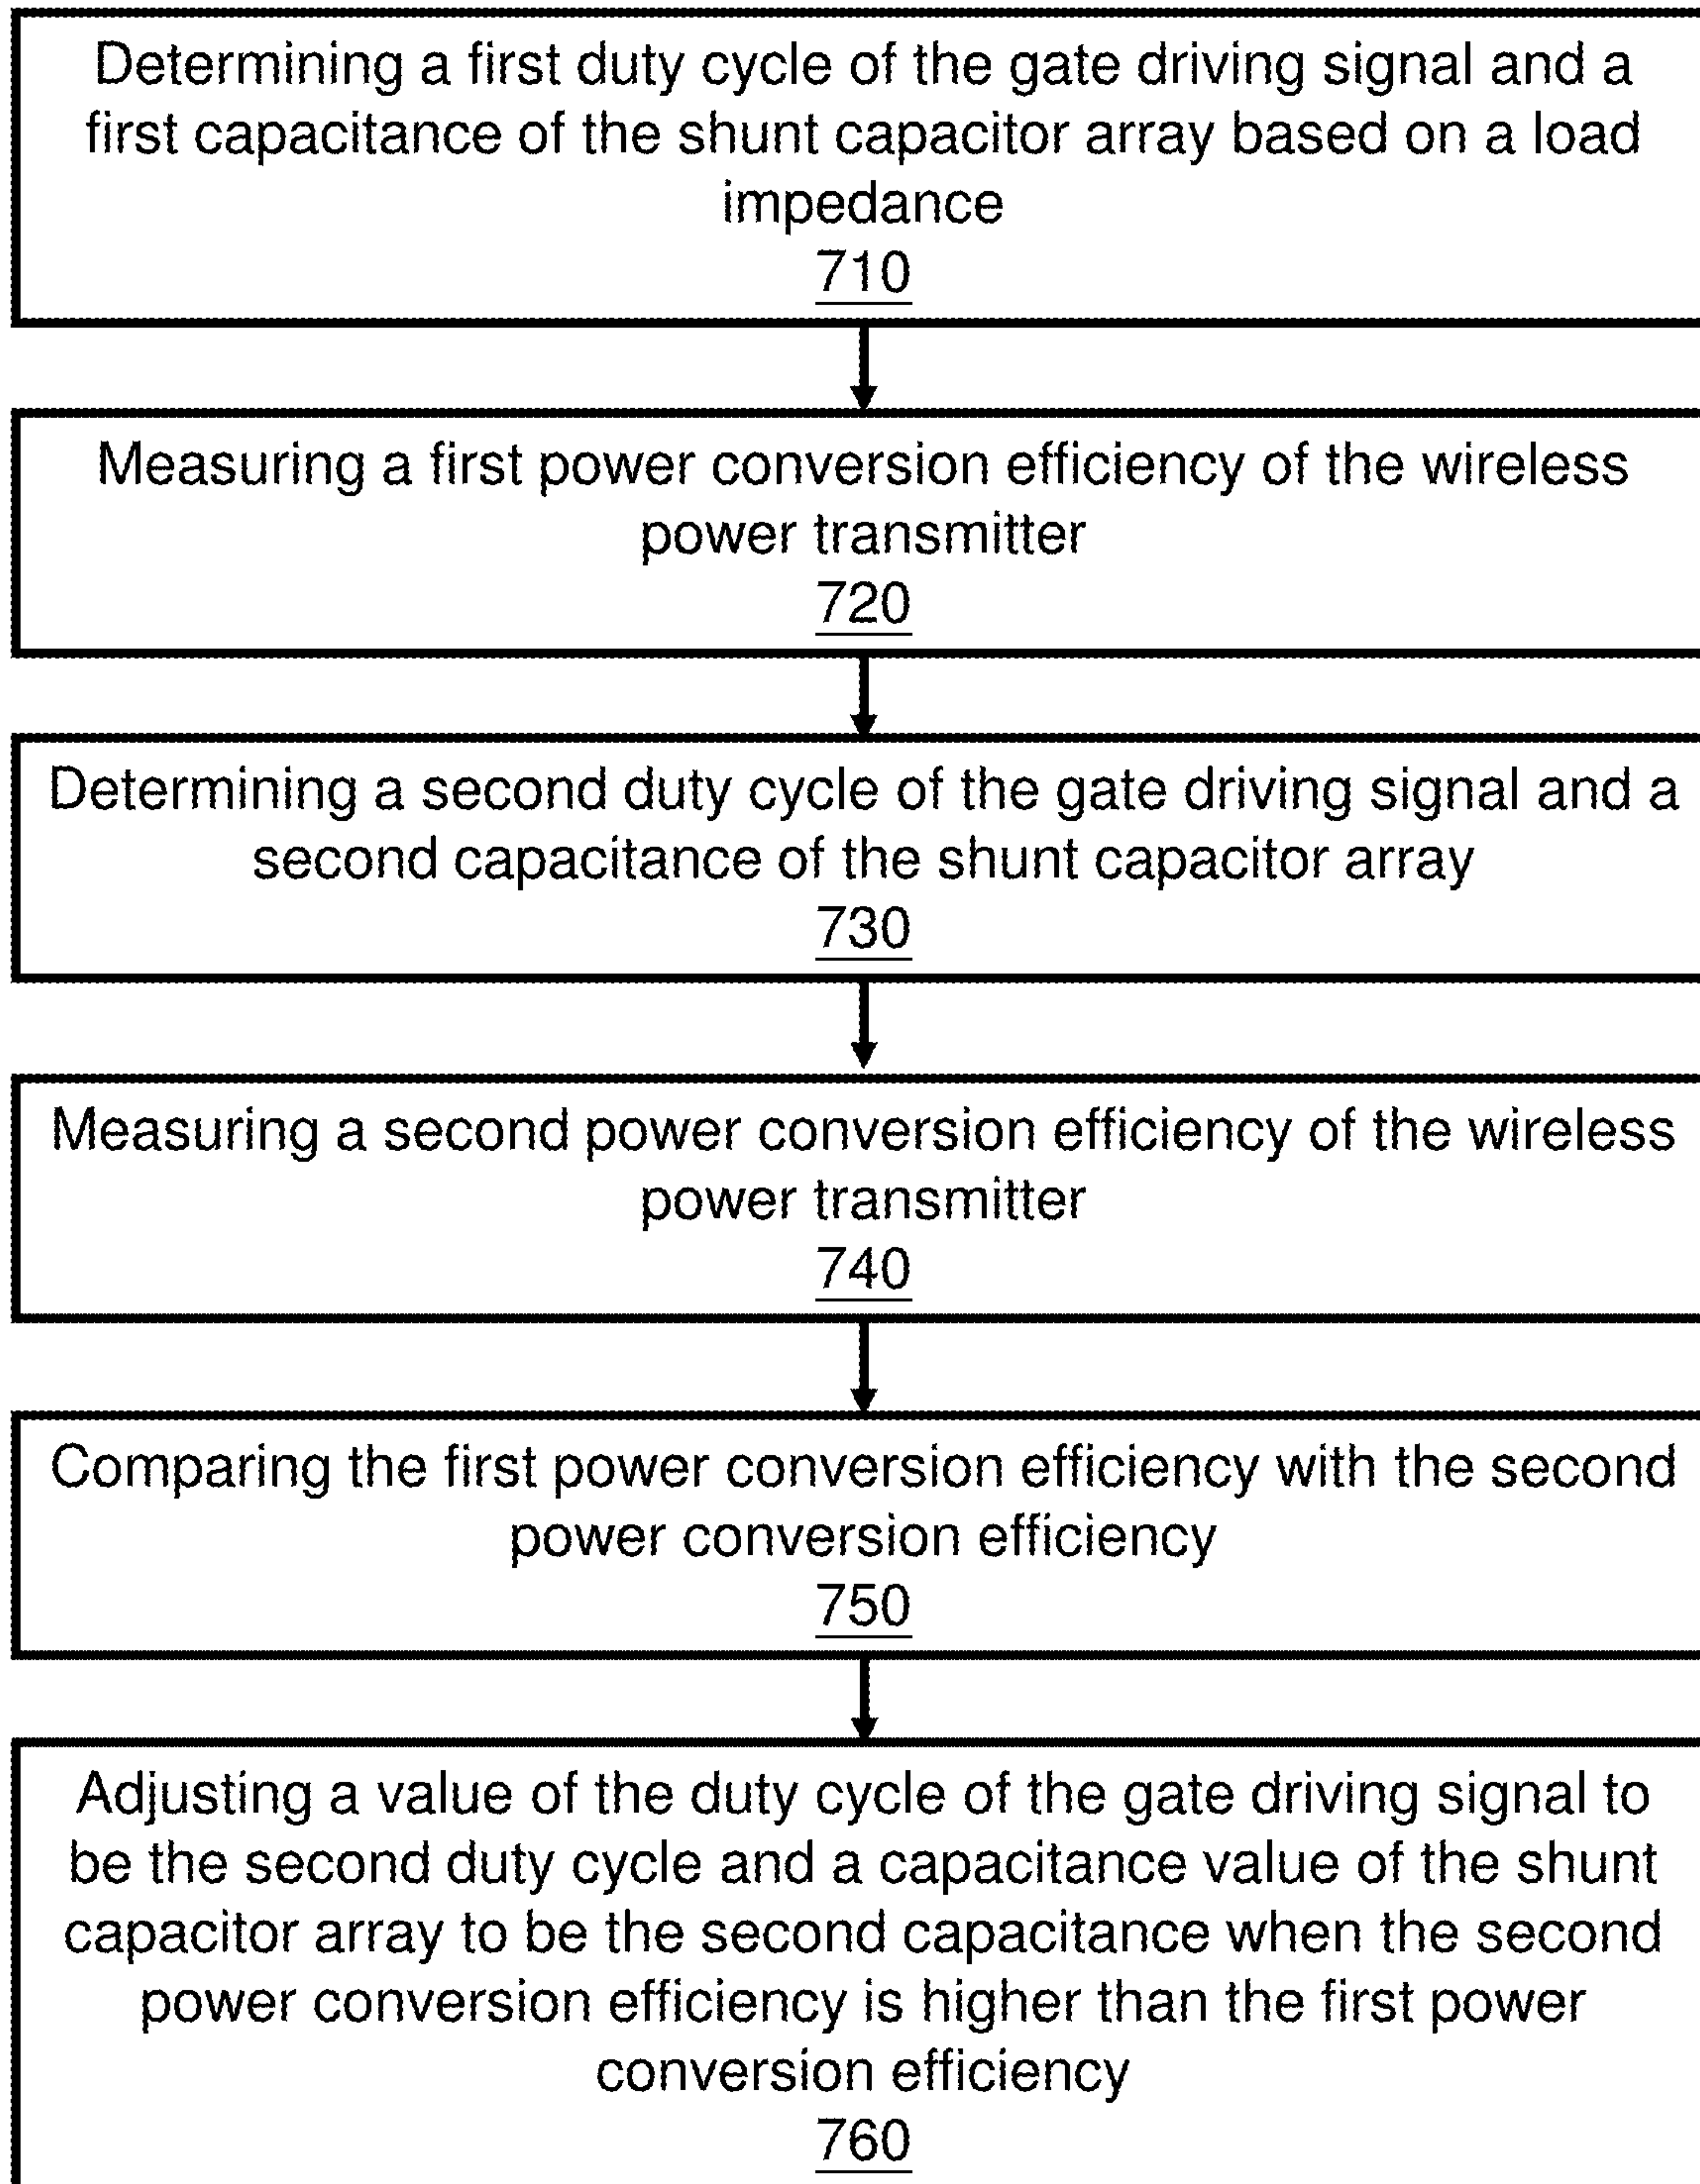 Determining a first duty cycle of the gate driving signal and a
first capacitance of the shunt capacitor array based on a load
impedance
710
Measuring a first power conversion efficiency of the wireless
power transmitter
720
Determining a second duty cycle of the gate driving signal and a
second capacitance of the shunt capacitor array
730
Measuring a second power conversion efficiency of the wireless
power transmitter
740
Comparing the first power conversion efficiency with the second
power conversion efficiency
750
Adjusting a value of the duty cycle of the gate driving signal to
be the second duty cycle and a capacitance value of the shunt
capacitor array to be the second capacitance when the second
power conversion efficiency is higher than the first power
conversion efficiency
760